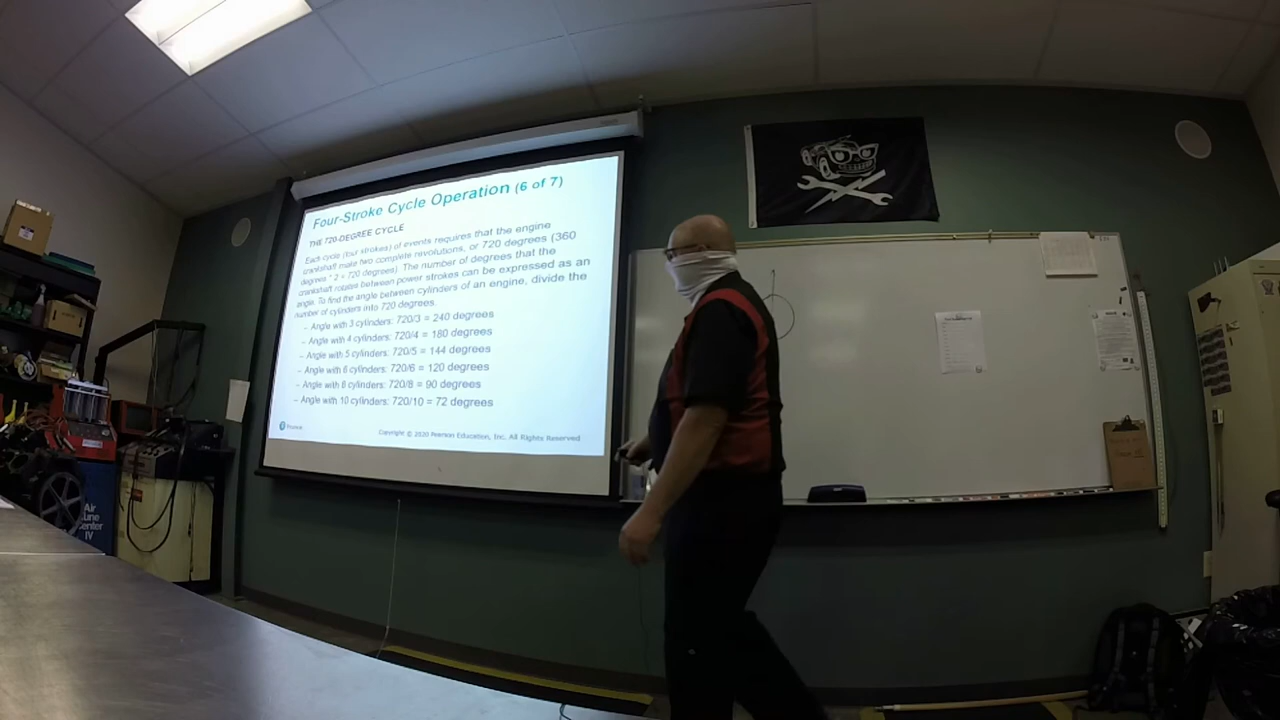 Four-Stroke Cycle Operation (6 of 7)
THE 720-DEGREE CYCLE
Each cycle (four strokes) of events requires that the engine
crankshaft make two complete revolutions, or 720 degrees (360
degrees * 2 = 720 degrees). The number of degrees that the
crankshaft rotates between power strokes can be expressed as an
angle. To find the angle between cylinders of an engine, divide the
number of cylinders into 720 degrees.
– Angle with 3 cylinders: 720/3 = 240 degrees
– Angle with 4 cylinders: 720/4 = 180 degrees
– Angle with 5 cylinders: 720/5 = 144 degrees
– Angle with 6 cylinders: 720/6 = 120 degrees
– Angle with 8 cylinders: 720/8 = 90 degrees
– Angle with 10 cylinders: 720/10 = 72 degrees
Pearson
Copyright © 2020 Pearson Education, Inc. All Rights Reserved
Air
Tune
Center
IV